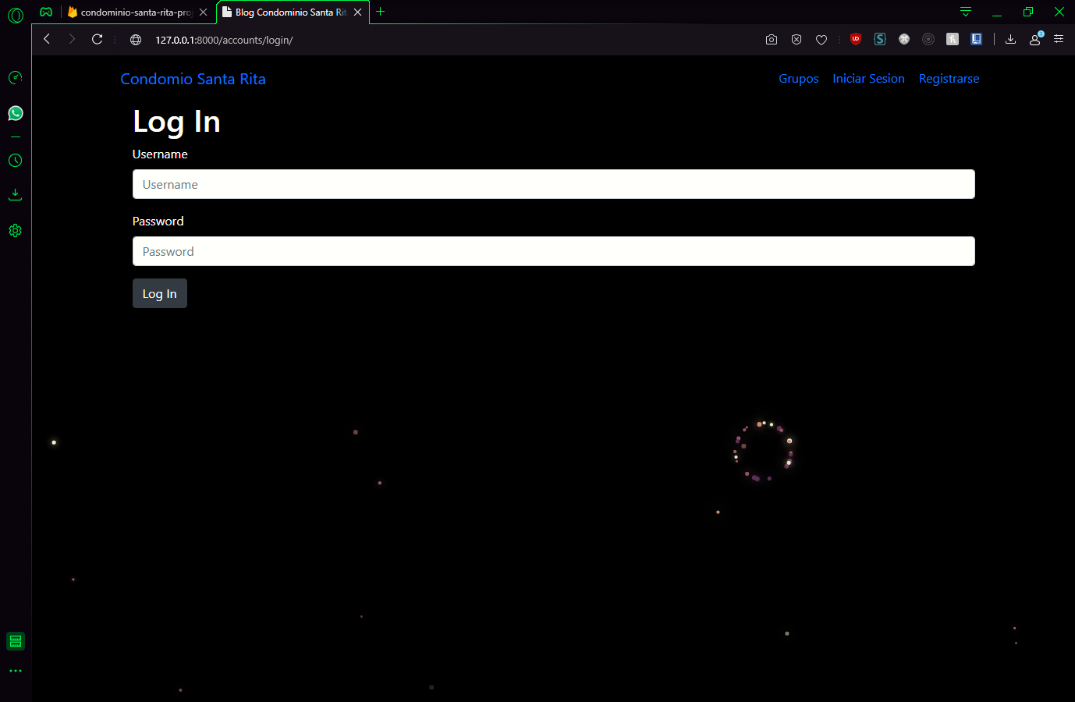 condominio-santa-rita-proj
Blog Condominio Santa Rit
127.0.0.1:8000/accounts/login/
Condomio Santa Rita
Grupos Iniciar Sesion Registrarse
Log In
Username
Username
Password
Password
Log In